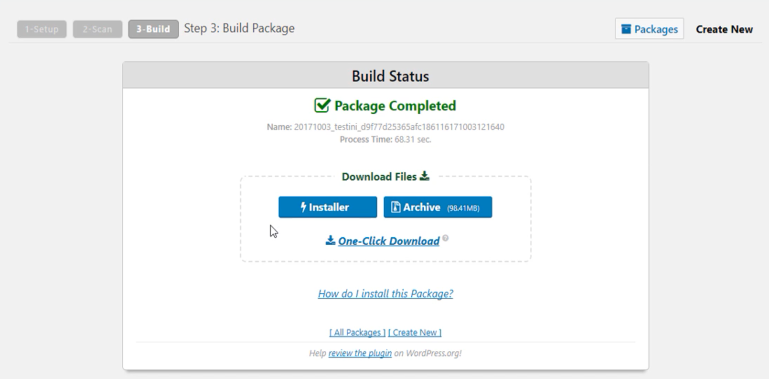 1-Setup 2-Scan 3-Build Step 3: Build Package Packages Create New
Build Status
Package Completed
Name: 20171003_testini_d9f77d25365afc186116171003121640
Process Time: 68.31 sec.
Download Files
Installer Archive (98.41MB)
One-Click Download ?
How do I install this Package?
[ All Packages ] [ Create New ]
Help review the plugin on WordPress.org!